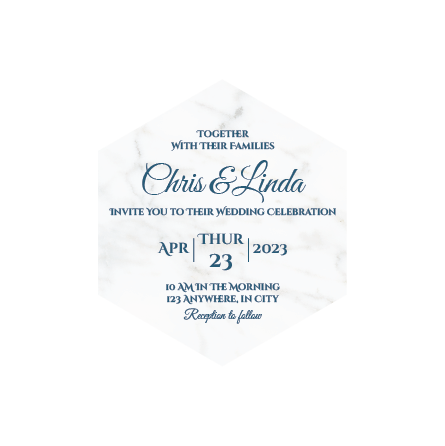 Together
With Their Families
Chris & Linda
Invite you to Their Wedding Celebration
Apr
Thur
23
2023
10 AM In The Morning
123 Anywhere, In City
Reception to follow